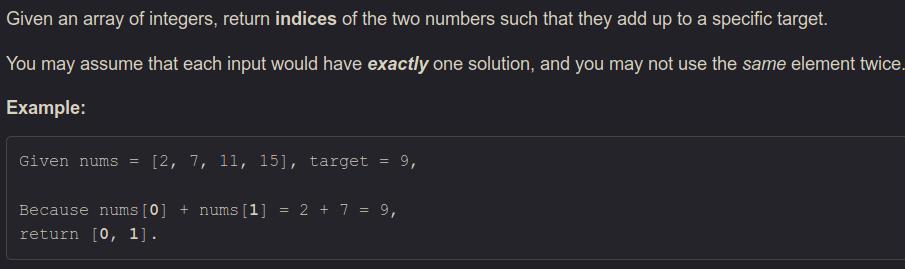 Given an array of integers, return indices of the two numbers such that they add up to a specific target.
You may assume that each input would have exactly one solution, and you may not use the same element twice.
Example:
Given nums = [2, 7, 11, 15], target = 9,
Because nums[0] + nums[1] = 2 + 7 = 9,
return [0, 1].